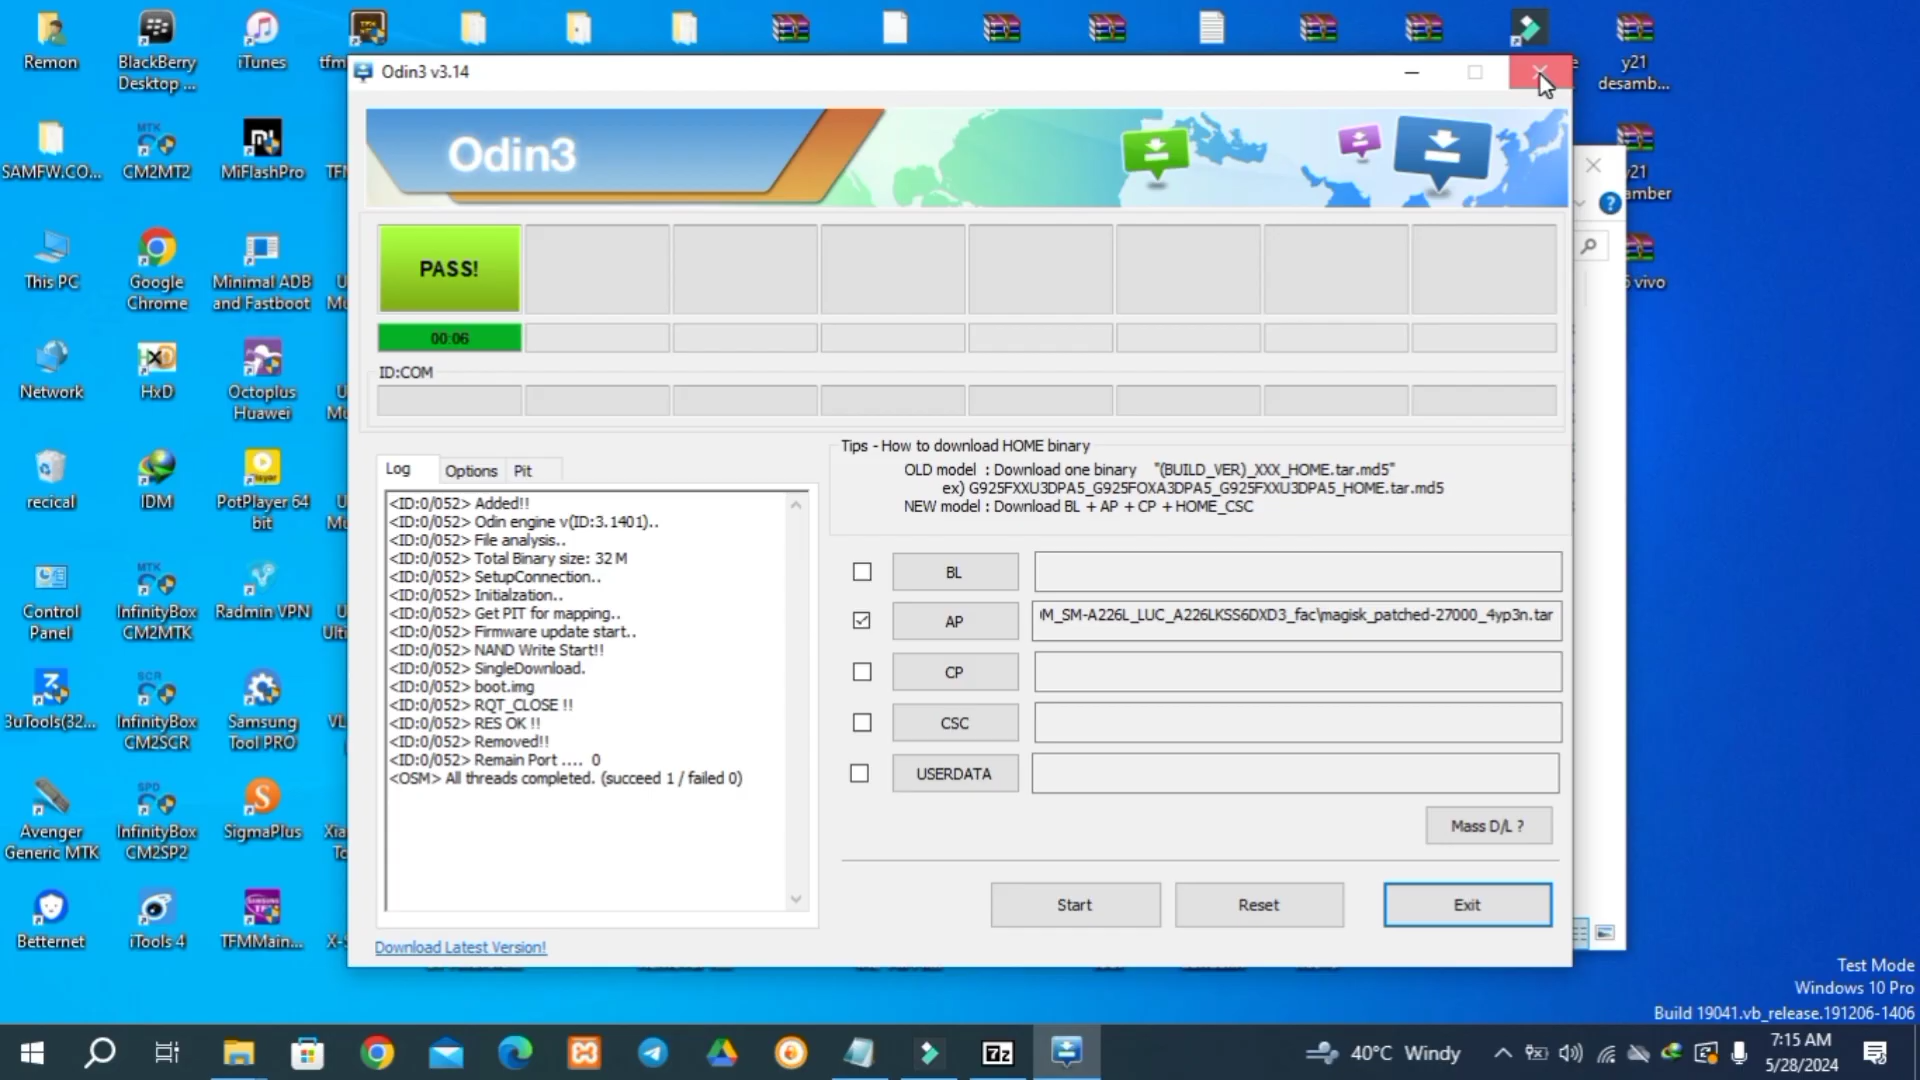 Remon
BlackBerry
Desktop ...
iTunes
tfm
y21
desamb...
Odin3 v3.14
Odin3
SAMFW.CO...
CM2MT2
MiFlashPro
y21
amber
This PC
Google
Chrome
Minimal ADB
and Fastboot
vivo
PASS!
00:06
ID:COM
Network
HxD
Octoplus
Huawei
Log
Options
Pit
Tips - How to download HOME binary
OLD model : Download one binary "(BUILD_VER)_XXX_HOME.tar.md5"
ex) G925FXXU3DPA5_G925FOXA3DPA5_G925FXXU3DPA5_HOME.tar.md5
NEW model : Download BL + AP + CP + HOME_CSC
<ID:0/052> Added!!
<ID:0/052> Odin engine v(ID:3.1401)..
<ID:0/052> File analysis..
<ID:0/052> Total Binary size: 32 M
<ID:0/052> SetupConnection..
<ID:0/052> Initialzation..
<ID:0/052> Get PIT for mapping..
<ID:0/052> Firmware update start..
<ID:0/052> NAND Write Start!!
<ID:0/052> SingleDownload.
<ID:0/052> boot.img
<ID:0/052> RQT_CLOSE !!
<ID:0/052> RES OK !!
<ID:0/052> Removed!!
<ID:0/052> Remain Port .... 0
<OSM> All threads completed. (succeed 1 / failed 0)
BL
AP
M_SM-A226L_LUC_A226LKSS6DXD3_fac\magisk_patched-27000_4yp3n.tar
CP
CSC
USERDATA
Mass D/L ?
Start
Reset
Exit
Download Latest Version!
recical
IDM
PotPlayer 64
bit
Control
Panel
InfinityBox
CM2MTK
Radmin VPN
3uTools(32...
InfinityBox
CM2SCR
Samsung
Tool PRO
Avenger
Generic MTK
InfinityBox
CM2SP2
SigmaPlus
Betternet
iTools 4
TFMMain...
Test Mode
Windows 10 Pro
Build 19041.vb_release.191206-1406
40°C Windy
7:15 AM
5/28/2024